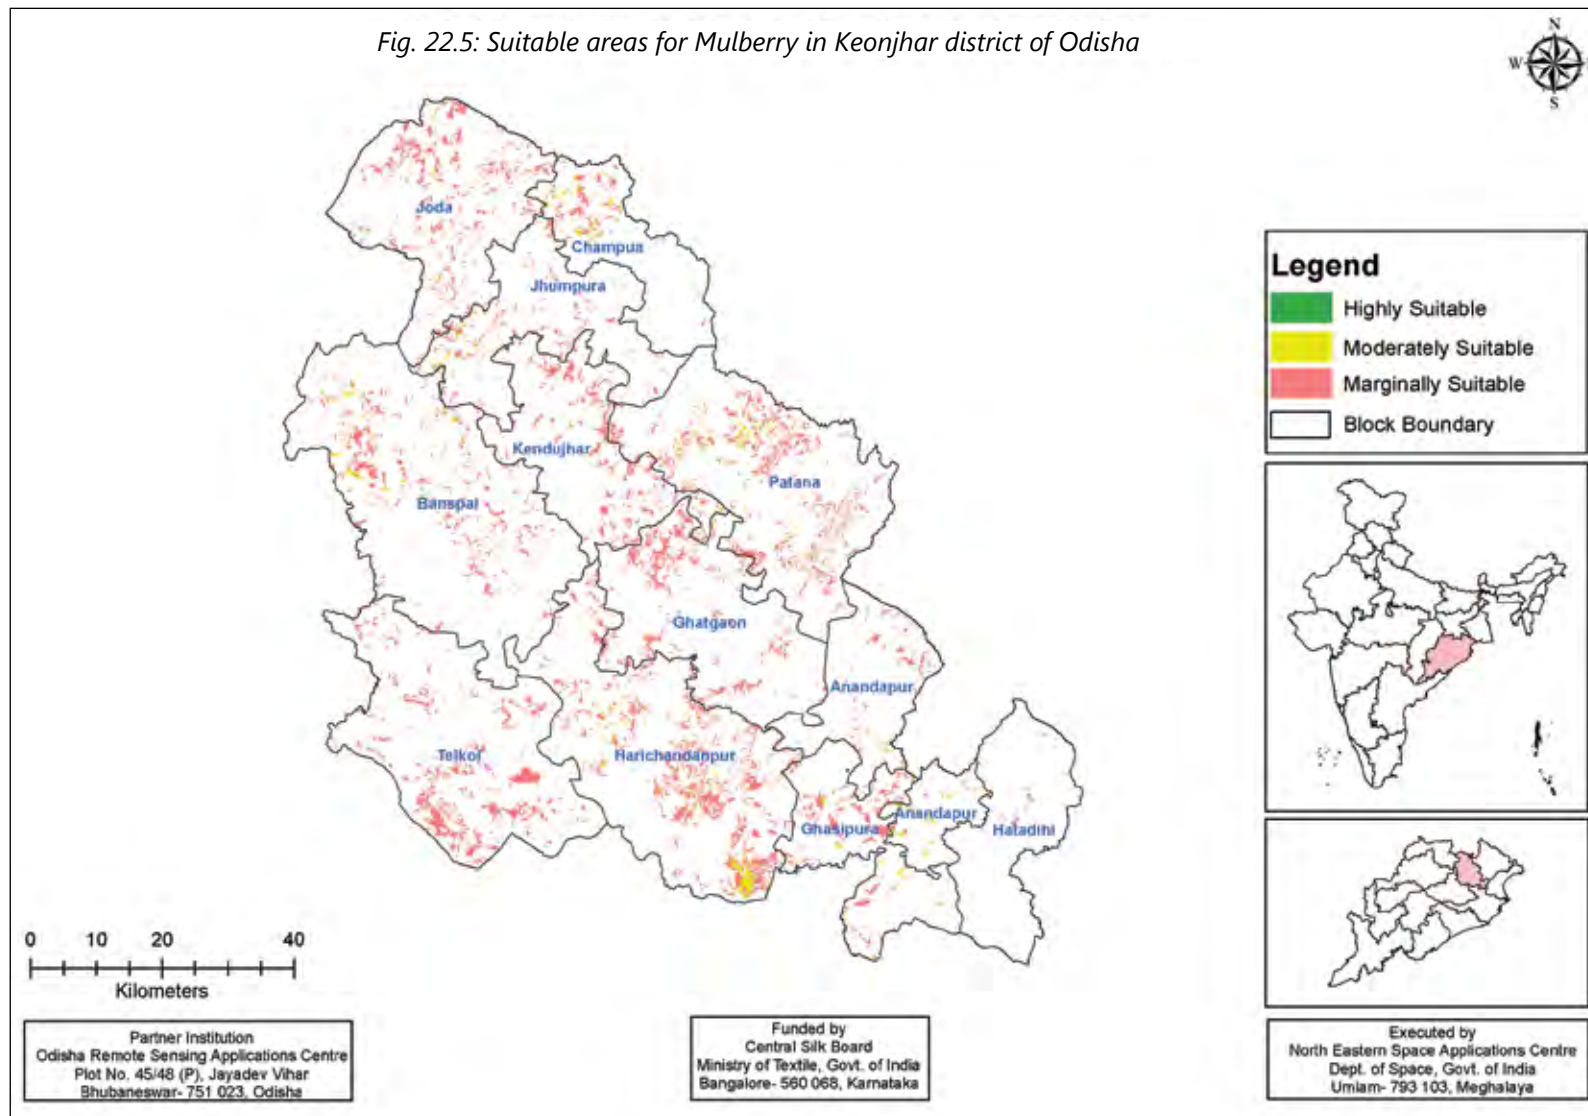 Fig. 22.5: Suitable areas for Mulberry in Keonjhar district of Odisha
N
W
S
Joda
Champua
Jhumpura
Kendujhar
Patana
Banspal
Ghatgaon
Anandapur
Telkoi
Harichandanpur
Ghasipura
Anandapur
Hatadihi
Legend
Highly Suitable
Moderately Suitable
Marginally Suitable
Block Boundary
0 10 20 40
Kilometers
Partner Institution
Odisha Remote Sensing Applications Centre
Plot No. 45/48 (P), Jayadev Vihar
Bhubaneswar- 751 023, Odisha
Funded by
Central Silk Board
Ministry of Textile, Govt. of India
Bangalore- 560 068, Karnataka
Executed by
North Eastern Space Applications Centre
Dept. of Space, Govt. of India
Umiam- 793 103, Meghalaya